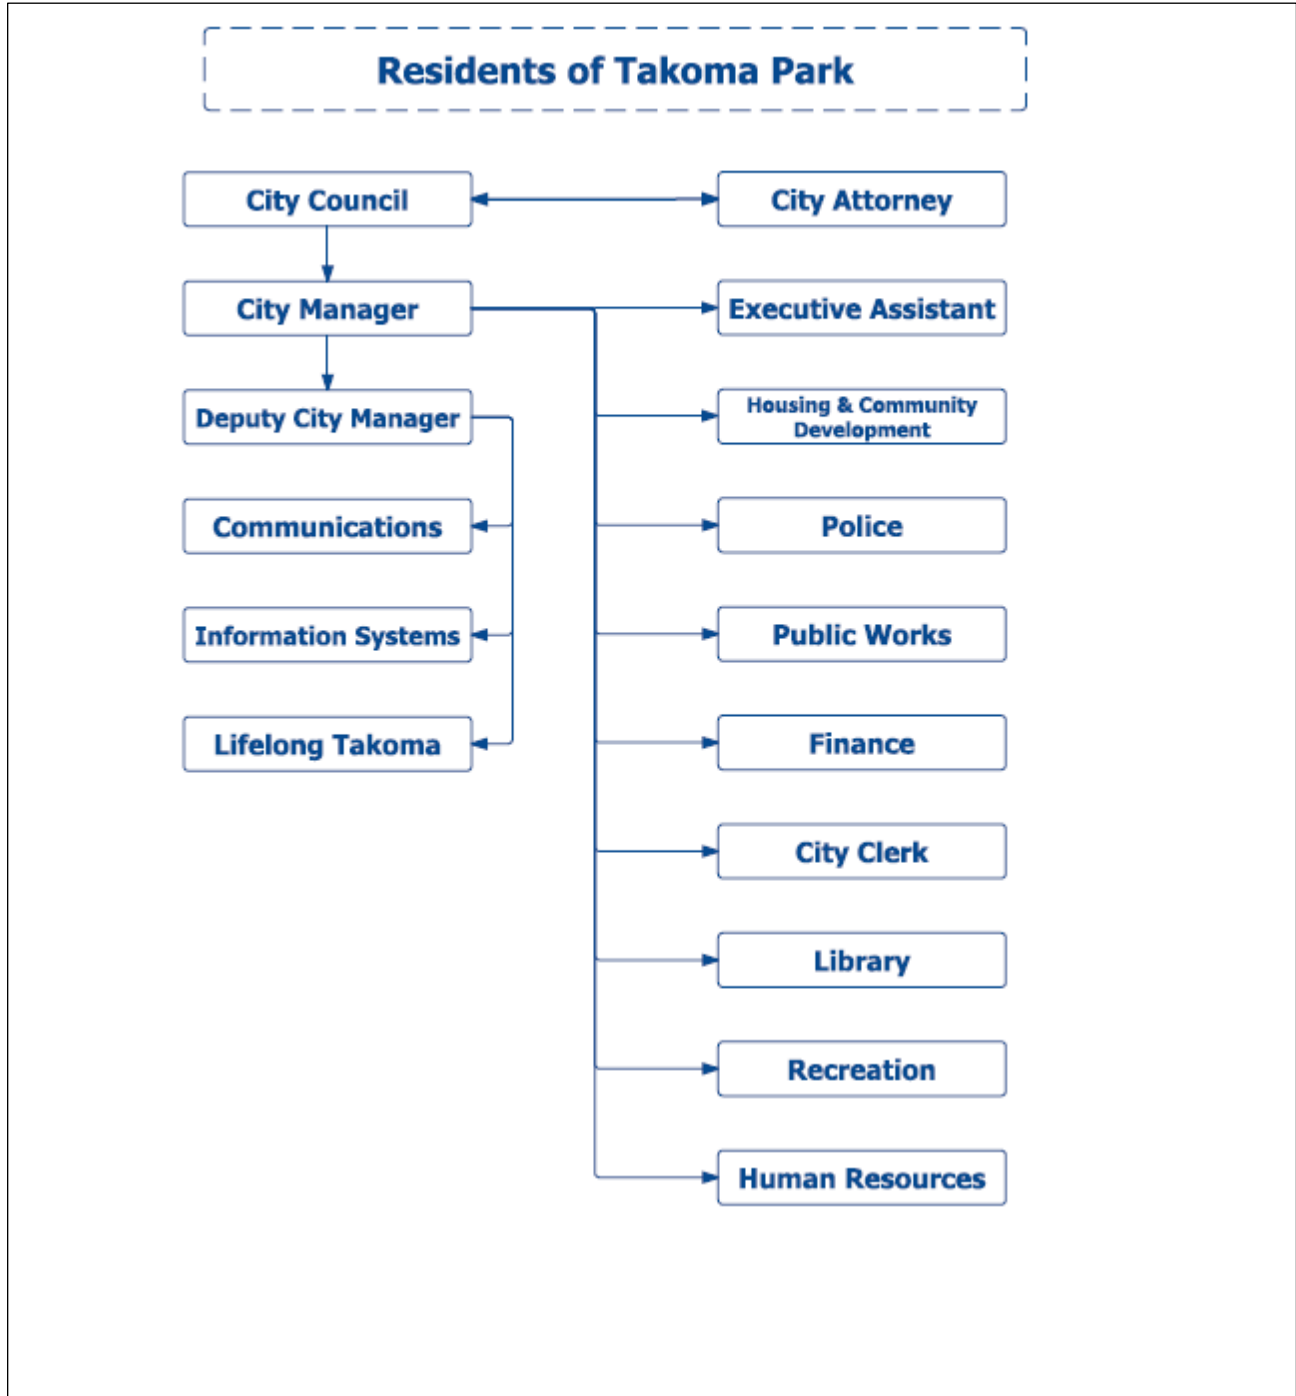 Residents of Takoma Park
City Council
City Attorney
City Manager
Executive Assistant
Deputy City Manager
Housing & Community
Development
Communications
Police
Information Systems
Public Works
Lifelong Takoma
Finance
City Clerk
Library
Recreation
Human Resources